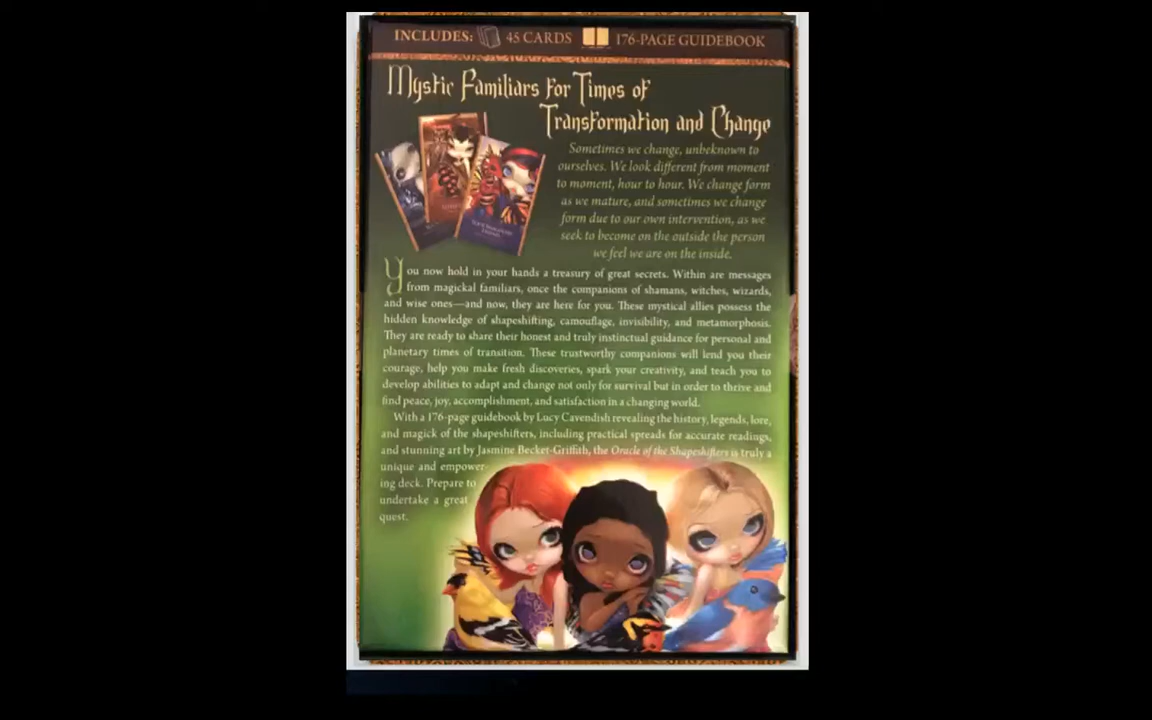 INCLUDES: 45 CARDS 176-PAGE GUIDEBOOK
Mystic Familiars for Times of
Transformation and Change
Sometimes we change, unbeknown to
ourselves. We look different from moment
to moment, hour to hour. We change form
as we mature, and sometimes we change
form due to our own intervention, as we
seek to become on the outside the person
we feel we are on the inside.
You now hold in your hands a treasury of great secrets. Within are messages
from magickal familiars, once the companions of shamans, witches, wizards,
and wise ones—and now, they are here for you. These mystical allies possess the
hidden knowledge of shapeshifting, camouflage, invisibility, and metamorphosis.
They are ready to share their honest and truly instinctual guidance for personal and
planetary times of transition. These trustworthy companions will lend you their
courage, help you make fresh discoveries, spark your creativity, and teach you to
develop abilities to adapt and change not only for survival but in order to thrive and
find peace, joy, accomplishment, and satisfaction in a changing world.
With a 176-page guidebook by Lucy Cavendish revealing the history, legends, lore,
and magick of the shapeshifters, including practical spreads for accurate readings,
and stunning art by Jasmine Becket-Griffith, the Oracle of the Shapeshifters is truly a
unique and empower-
ing deck. Prepare to
undertake a great
quest.